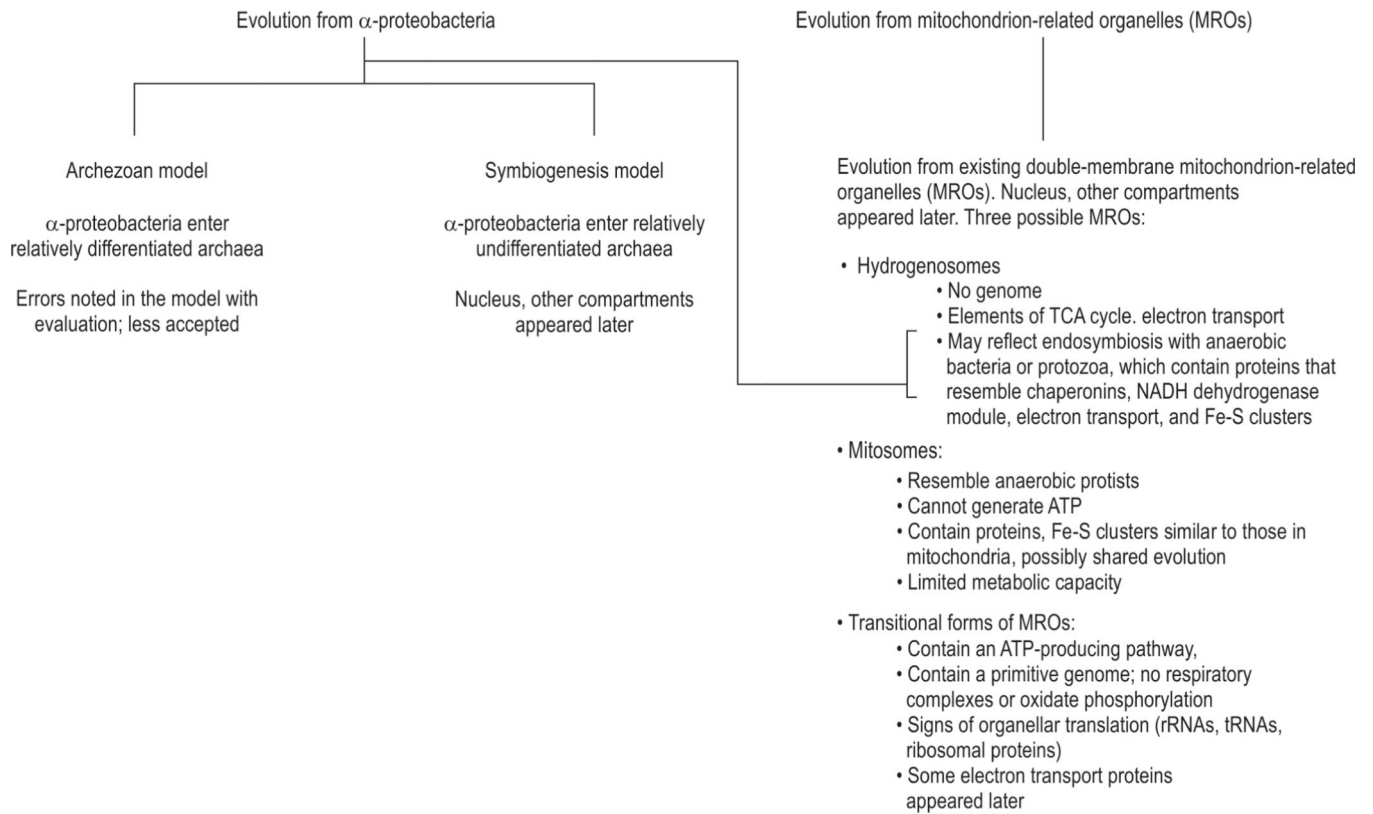 Evolution from α-proteobacteria
Archezoan model
α-proteobacteria enter
relatively differentiated archaea
Errors noted in the model with
evaluation; less accepted
Symbiogenesis model
α-proteobacteria enter relatively
undifferentiated archaea
Nucleus, other compartments
appeared later
Evolution from mitochondrion-related organelles (MROs)
Evolution from existing double-membrane mitochondrion-related
organelles (MROs). Nucleus, other compartments
appeared later. Three possible MROs:
• Hydrogenosomes
• No genome
• Elements of TCA cycle. electron transport
• May reflect endosymbiosis with anaerobic
bacteria or protozoa, which contain proteins that
resemble chaperonins, NADH dehydrogenase
module, electron transport, and Fe-S clusters
• Mitosomes:
• Resemble anaerobic protists
• Cannot generate ATP
• Contain proteins, Fe-S clusters similar to those in
mitochondria, possibly shared evolution
• Limited metabolic capacity
• Transitional forms of MROs:
• Contain an ATP-producing pathway,
• Contain a primitive genome; no respiratory
complexes or oxidate phosphorylation
• Signs of organellar translation (rRNAs, tRNAs,
ribosomal proteins)
• Some electron transport proteins
appeared later